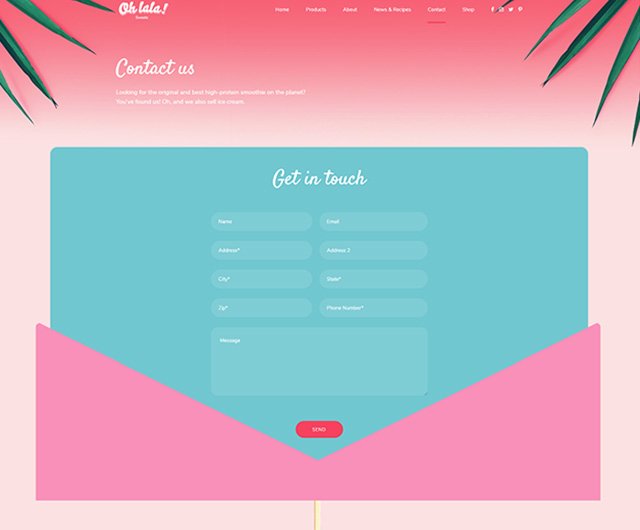 Oh lala!
Sweets
Home Products About News & Recipes Contact Shop
Contact us
Looking for the original and best high-protein smoothie on the planet?
You've found us! Oh, and we also sell ice-cream.
Get in touch
Name Email
Address* Address 2
City* State*
Zip* Phone Number*
Message
SEND